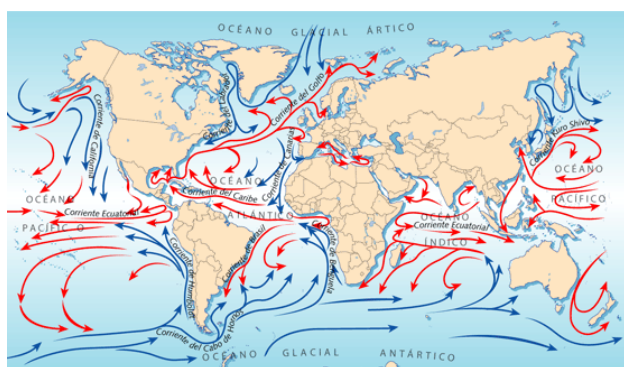 OCÉANO GLACIAL ÁRTICO
Corriente del Labrador
Corriente del Golfo
Corriente de California
Corriente de Canarias
Corriente Kuro Shivo
OCÉANO
PACÍFICO
OCÉANO
ATLÁNTICO
Corriente del Caribe
OCÉANO
PACÍFICO
Corriente Ecuatorial
OCÉANO
ÍNDICO
Corriente Ecuatorial
Corriente de Humboldt
Corriente de Brasil
Corriente de Benguela
Corriente del Cabo de Hornos
OCÉANO GLACIAL ANTÁRTICO